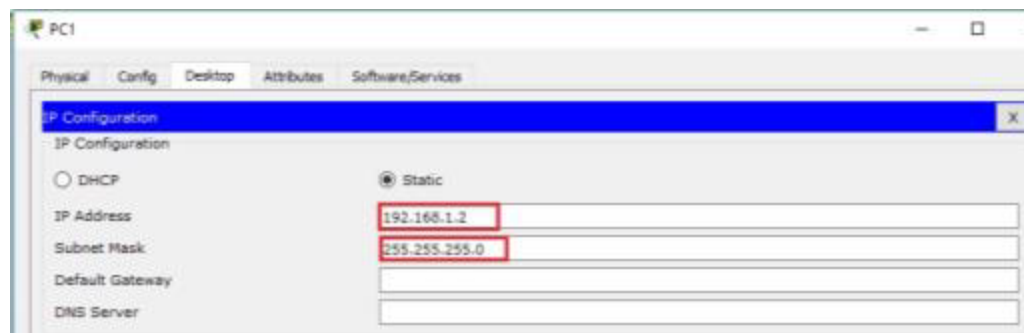 PC1
Physical Config Desktop Attributes Software/Services
IP Configuration X
IP Configuration
DHCP Static
IP Address 192.168.1.2
Subnet Mask 255.255.255.0
Default Gateway
DNS Server